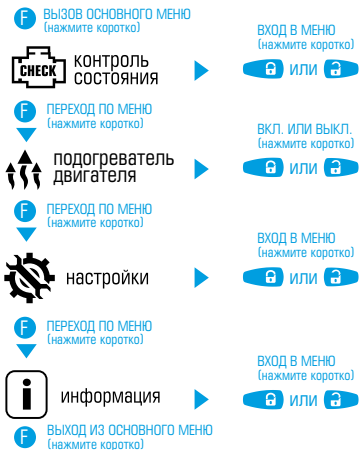 F ВЫЗОВ ОСНОВНОГО МЕНЮ
(нажмите коротко)
CHECK контроль
состояния
ВХОД В МЕНЮ
(нажмите коротко)
или
F ПЕРЕХОД ПО МЕНЮ
(нажмите коротко)
подогреватель
двигателя
ВКЛ. ИЛИ ВЫКЛ.
(нажмите коротко)
или
F ПЕРЕХОД ПО МЕНЮ
(нажмите коротко)
настройки
ВХОД В МЕНЮ
(нажмите коротко)
или
F ПЕРЕХОД ПО МЕНЮ
(нажмите коротко)
i информация
ВХОД В МЕНЮ
(нажмите коротко)
или
F ВЫХОД ИЗ ОСНОВНОГО МЕНЮ
(нажмите коротко)